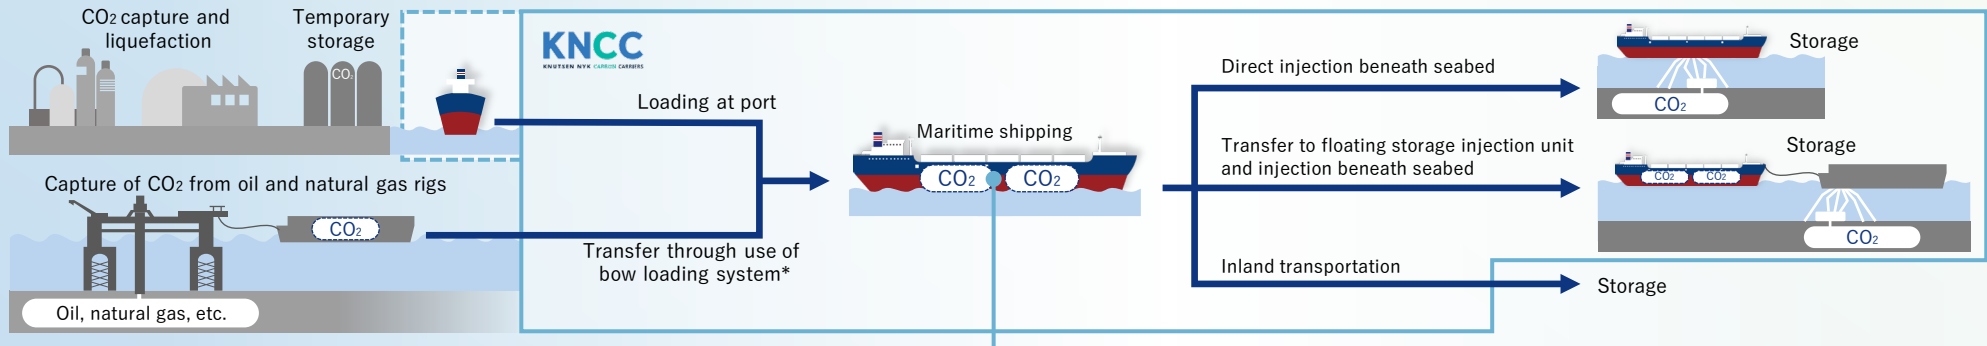 CO2 capture and
liquefaction
Temporary
storage
CO2
Capture of CO2 from oil and natural gas rigs
CO2
Oil, natural gas, etc.
KNCC
KNUTSEN NYK CARBON CARRIERS
Loading at port
Transfer through use of
bow loading system*
Maritime shipping
CO2
CO2
Direct injection beneath seabed
Storage
CO2
Transfer to floating storage injection unit
and injection beneath seabed
Storage
CO2
CO2
CO2
Inland transportation
Storage